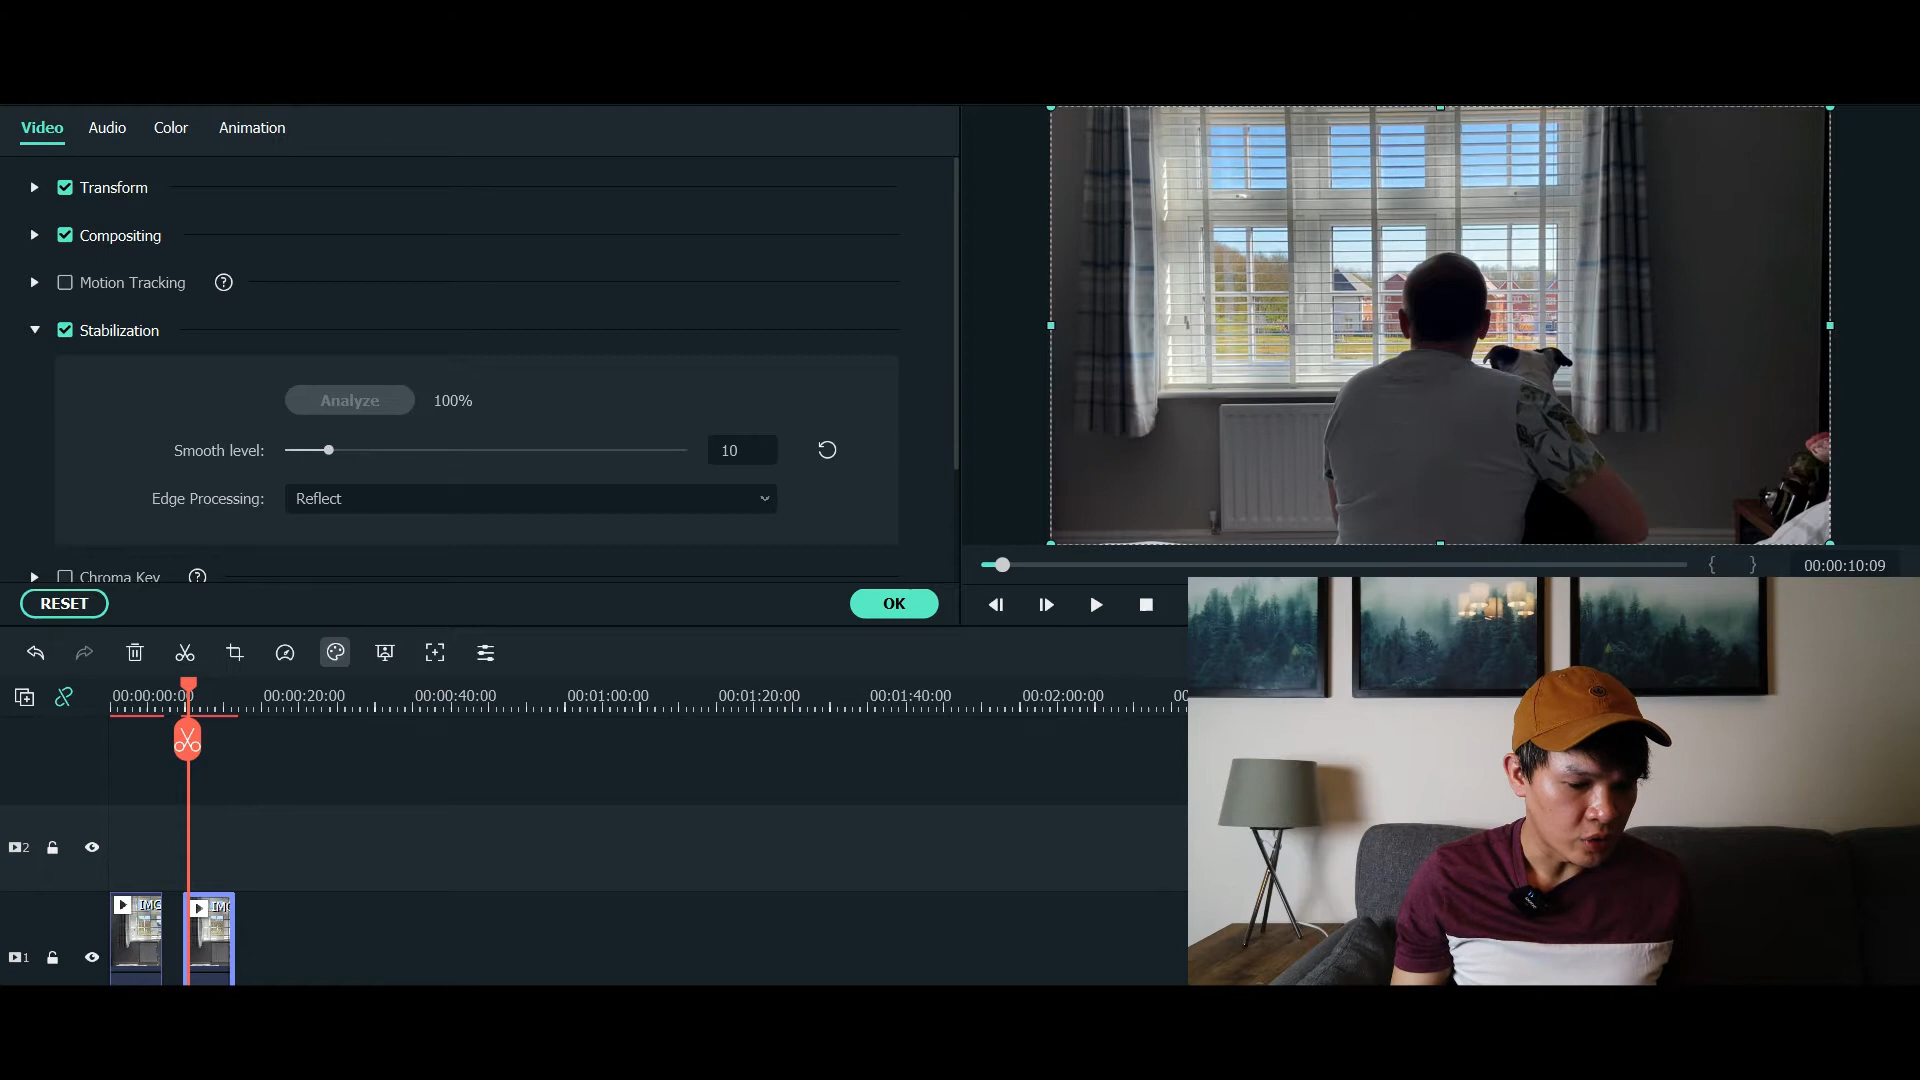 Video Audio Color Animation
Transform
Compositing
Motion Tracking ?
Stabilization
Analyze 100%
Smooth level: 10
Edge Processing: Reflect
Chroma Key ?
{ } 00:00:10:09
RESET OK
00:00:00:00 00:00:20:00 00:00:40:00 00:01:00:00 00:01:20:00 00:01:40:00 00:02:00:00 00
2
IMG IMG
1